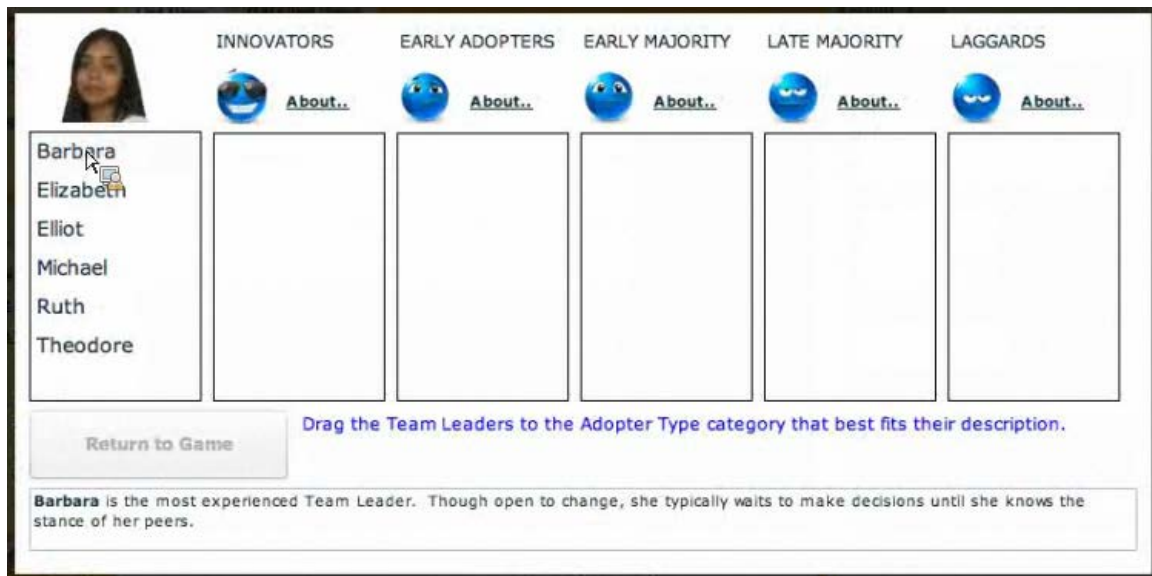 INNOVATORS EARLY ADOPTERS EARLY MAJORITY LATE MAJORITY LAGGARDS
About.. About.. About.. About.. About..
Barbara
Elizabeth
Elliot
Michael
Ruth
Theodore
Return to Game
Drag the Team Leaders to the Adopter Type category that best fits their description.
Barbara is the most experienced Team Leader. Though open to change, she typically waits to make decisions until she knows the
stance of her peers.